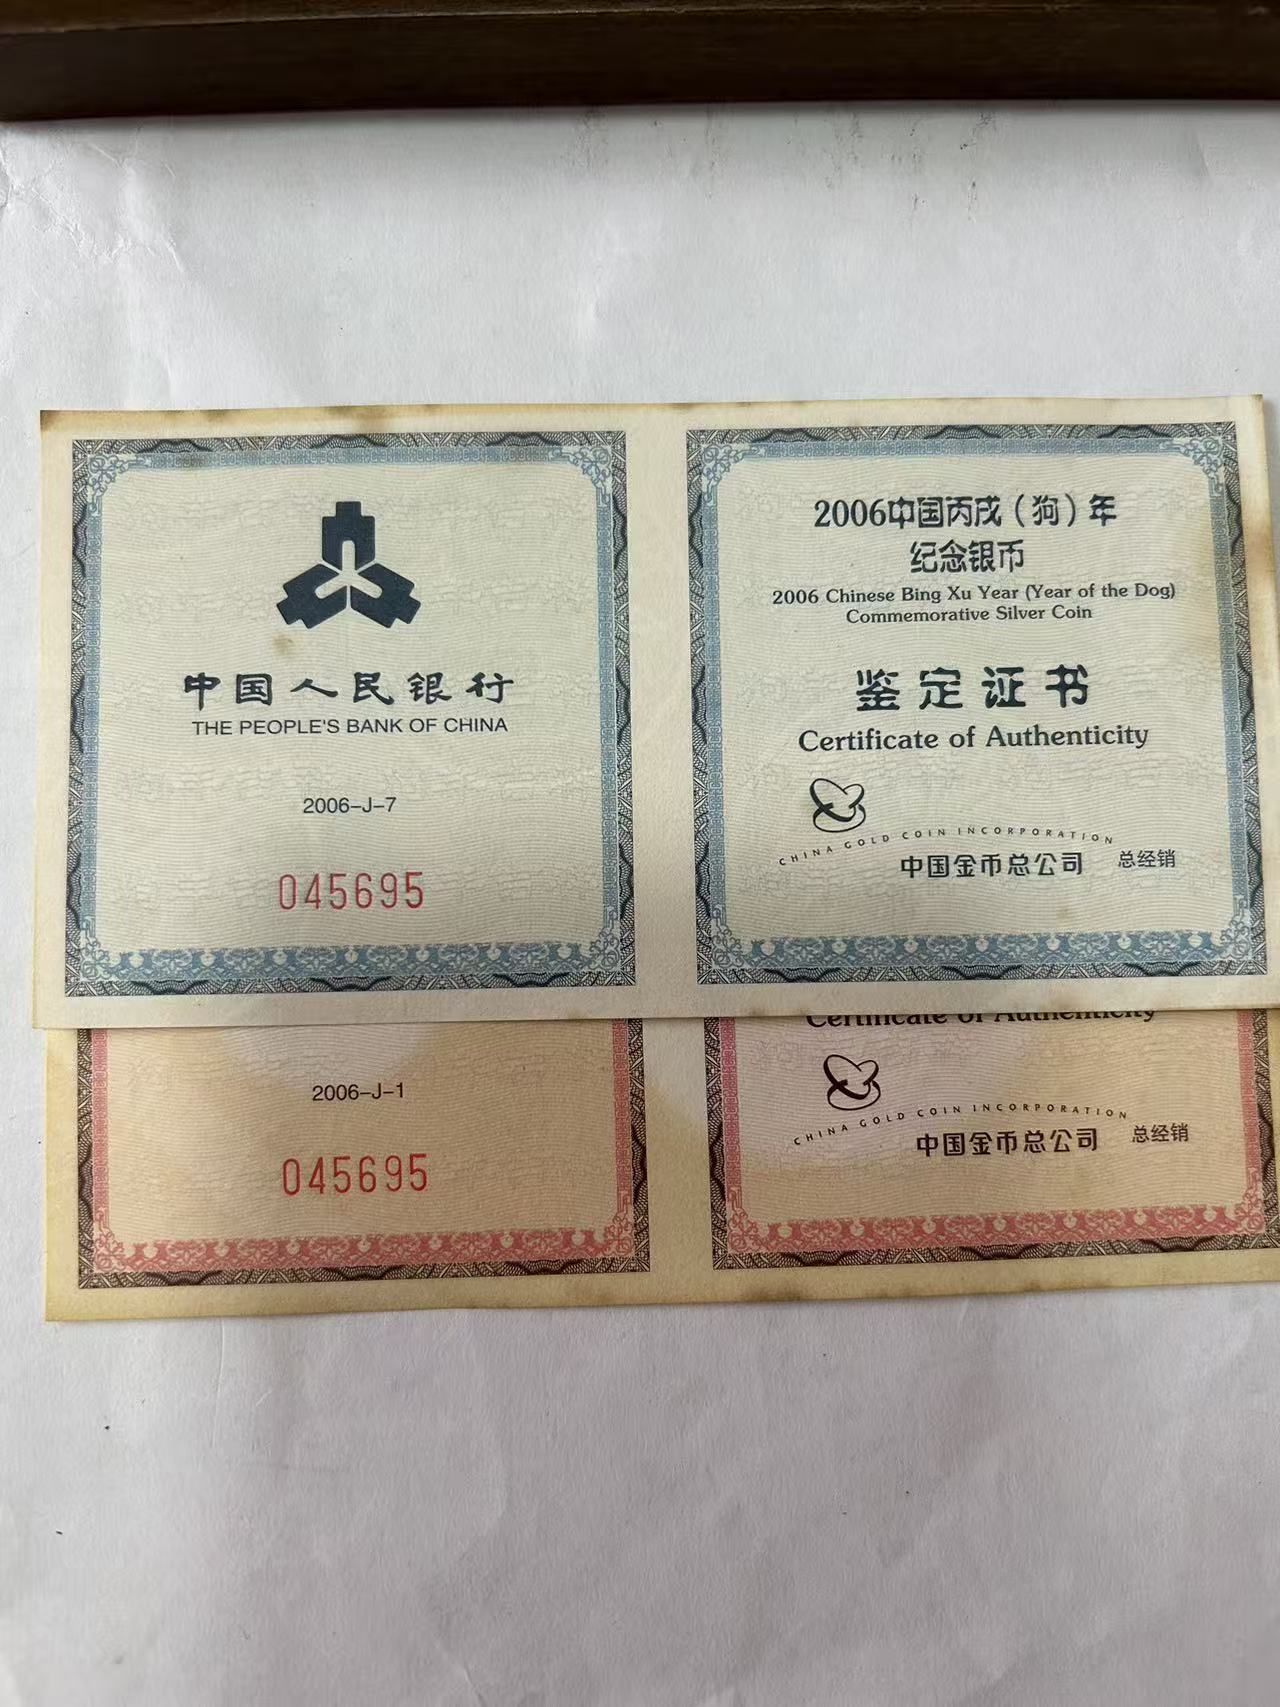 中国人民银行
THE PEOPLE'S BANK OF CHINA
2006-J-7
045695
2006中国丙戌（狗）年
纪念银币
2006 Chinese Bing Xu Year (Year of the Dog)
Commemorative Silver Coin
鉴定证书
Certificate of Authenticity
CHINA GOLD COIN INCORPORATION
中国金币总公司 总经销
2006-J-1
045695
Certificate of Authenticity
CHINA GOLD COIN INCORPORATION
中国金币总公司 总经销